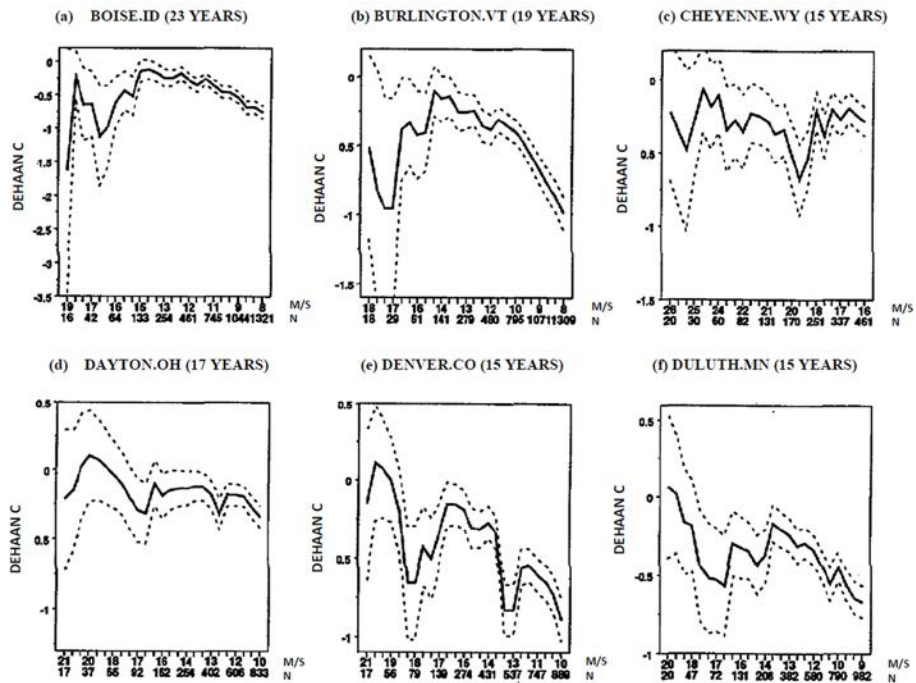 (a) BOISE.ID (23 YEARS)
DEHAAN C
0
-0.5
-1
-1.5
-2
-2.5
-3
-3.5
19 17 16 15 13 12 11 9 8 M/S
16 42 64 133 254 461 745 1044 1321 N
(b) BURLINGTON.VT (19 YEARS)
DEHAAN C
0
0.5
-1
-1.5
18 17 16 14 13 12 10 9 8 M/S
18 29 61 141 279 480 795 1071 1309 N
(c) CHEYENNE.WY (15 YEARS)
DEHAAN C
0
0.5
-1
-1.5
26 25 24 22 21 20 18 17 16 M/S
20 30 60 82 131 170 251 337 461 N
(d) DAYTON.OH (17 YEARS)
DEHAAN C
0.5
0
0.5
-1
21 20 18 17 16 14 13 12 10 M/S
17 37 55 92 152 254 402 606 833 N
(e) DENVER.CO (15 YEARS)
DEHAAN C
0.5
0
0.5
-1
21 19 18 17 16 14 13 11 10 M/S
17 56 79 139 274 431 537 747 889 N
(f) DULUTH.MN (15 YEARS)
DEHAAN C
0.5
0
-0.5
-1
20 18 17 16 14 13 12 10 9 M/S
20 47 72 116 206 382 580 790 982 N